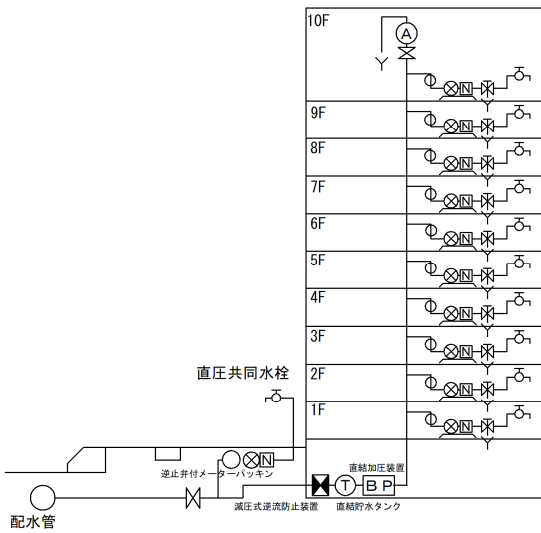 10F
A
N
9F
N
8F
N
7F
N
6F
N
5F
N
4F
N
3F
N
直圧共同水栓
2F
N
1F
N
N
逆止弁付メーターパッキン
直結加圧装置
T
BP
減圧式逆流防止装置
直結貯水タンク
配水管
N